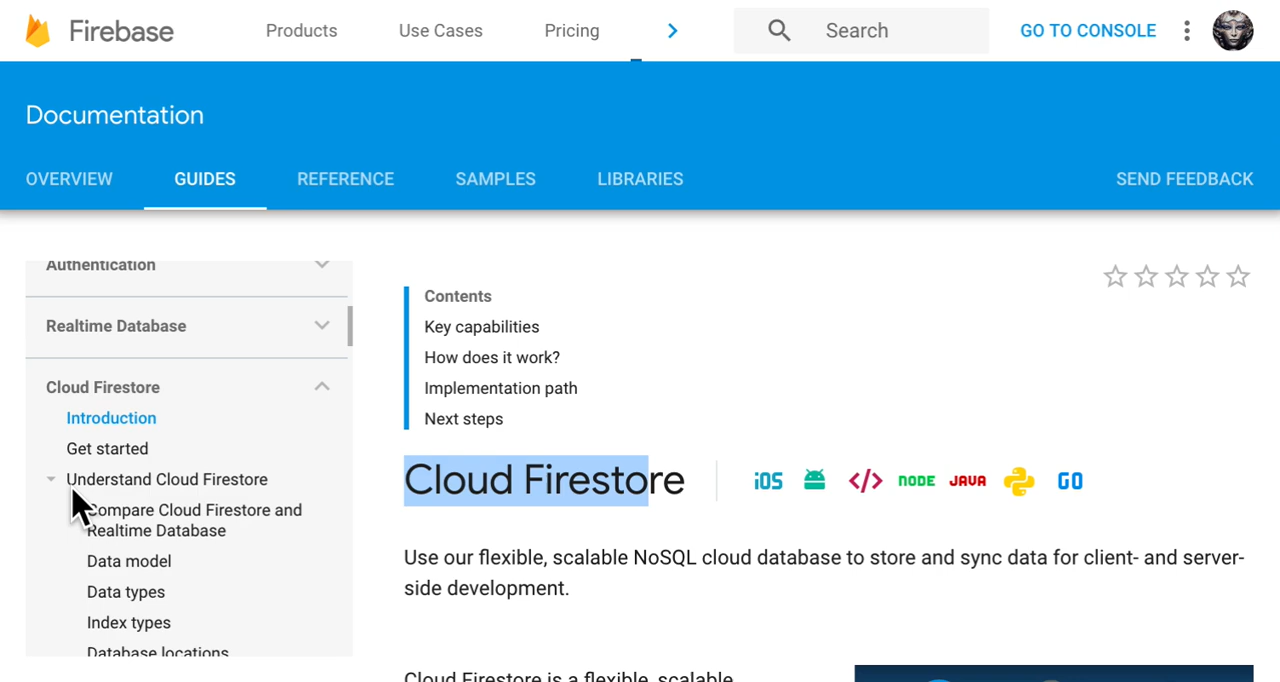 Firebase
Products
Use Cases
Pricing
Search
GO TO CONSOLE
Documentation
OVERVIEW
GUIDES
REFERENCE
SAMPLES
LIBRARIES
SEND FEEDBACK
Authentication
Realtime Database
Cloud Firestore
Introduction
Get started
Understand Cloud Firestore
Compare Cloud Firestore and
Realtime Database
Data model
Data types
Index types
Database locations
Contents
Key capabilities
How does it work?
Implementation path
Next steps
Cloud Firestore
iOS
</>
NODE
JAVA
GO
Use our flexible, scalable NoSQL cloud database to store and sync data for client- and server-
side development.
Cloud Firestore is a flexible, scalable